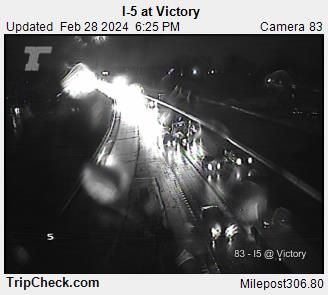 I-5 at Victory
Updated Feb 28 2024 6:25 PM Camera 83
T
S
83 - I5 @ Victory
TripCheck.com Milepost306.80